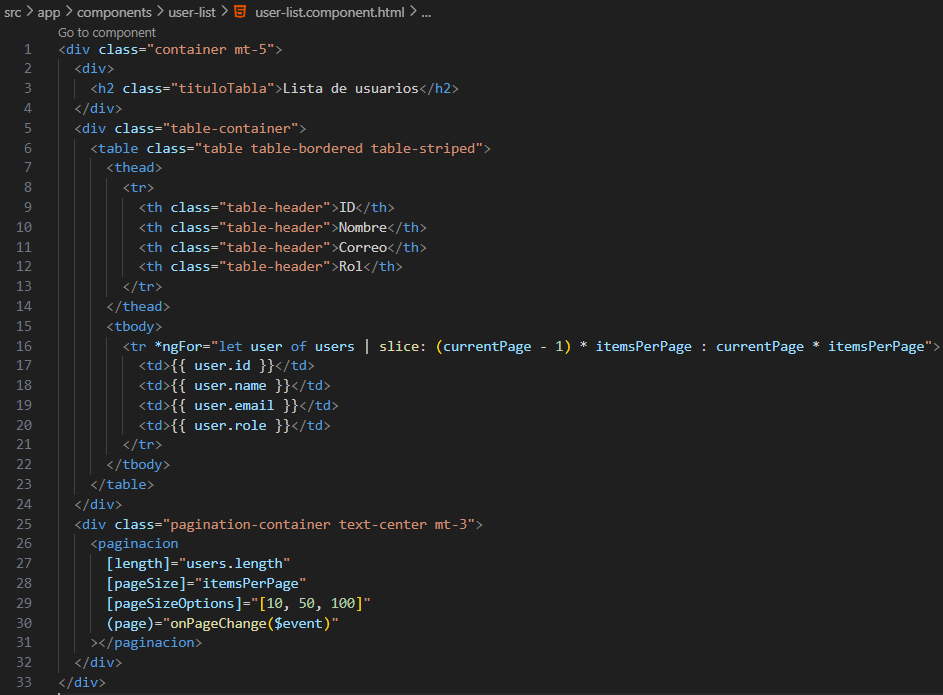 src > app > components > user-list > user-list.component.html > ...
Go to component
1 <div class="container mt-5">
2   <div>
3     <h2 class="tituloTabla">Lista de usuarios</h2>
4   </div>
5   <div class="table-container">
6     <table class="table table-bordered table-striped">
7       <thead>
8         <tr>
9           <th class="table-header">ID</th>
10           <th class="table-header">Nombre</th>
11           <th class="table-header">Correo</th>
12           <th class="table-header">Rol</th>
13         </tr>
14       </thead>
15       <tbody>
16         <tr *ngFor="let user of users | slice: (currentPage - 1) * itemsPerPage : currentPage * itemsPerPage">
17           <td>{{ user.id }}</td>
18           <td>{{ user.name }}</td>
19           <td>{{ user.email }}</td>
20           <td>{{ user.role }}</td>
21         </tr>
22       </tbody>
23     </table>
24   </div>
25   <div class="pagination-container text-center mt-3">
26     <paginacion
27       [length]="users.length"
28       [pageSize]="itemsPerPage"
29       [pageSizeOptions]="[10, 50, 100]"
30       (page)="onPageChange($event)"
31     ></paginacion>
32   </div>
33 </div>